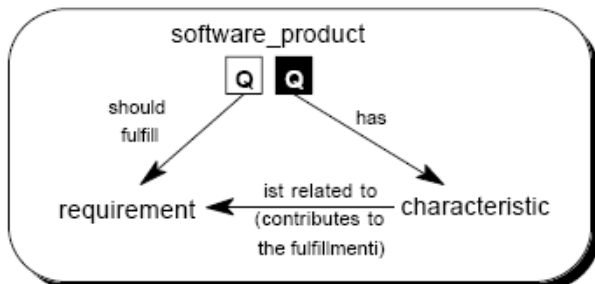 software_product
Q Q
should
fulfill
has
requirement
ist related to
(contributes to
the fulfillmenti)
characteristic